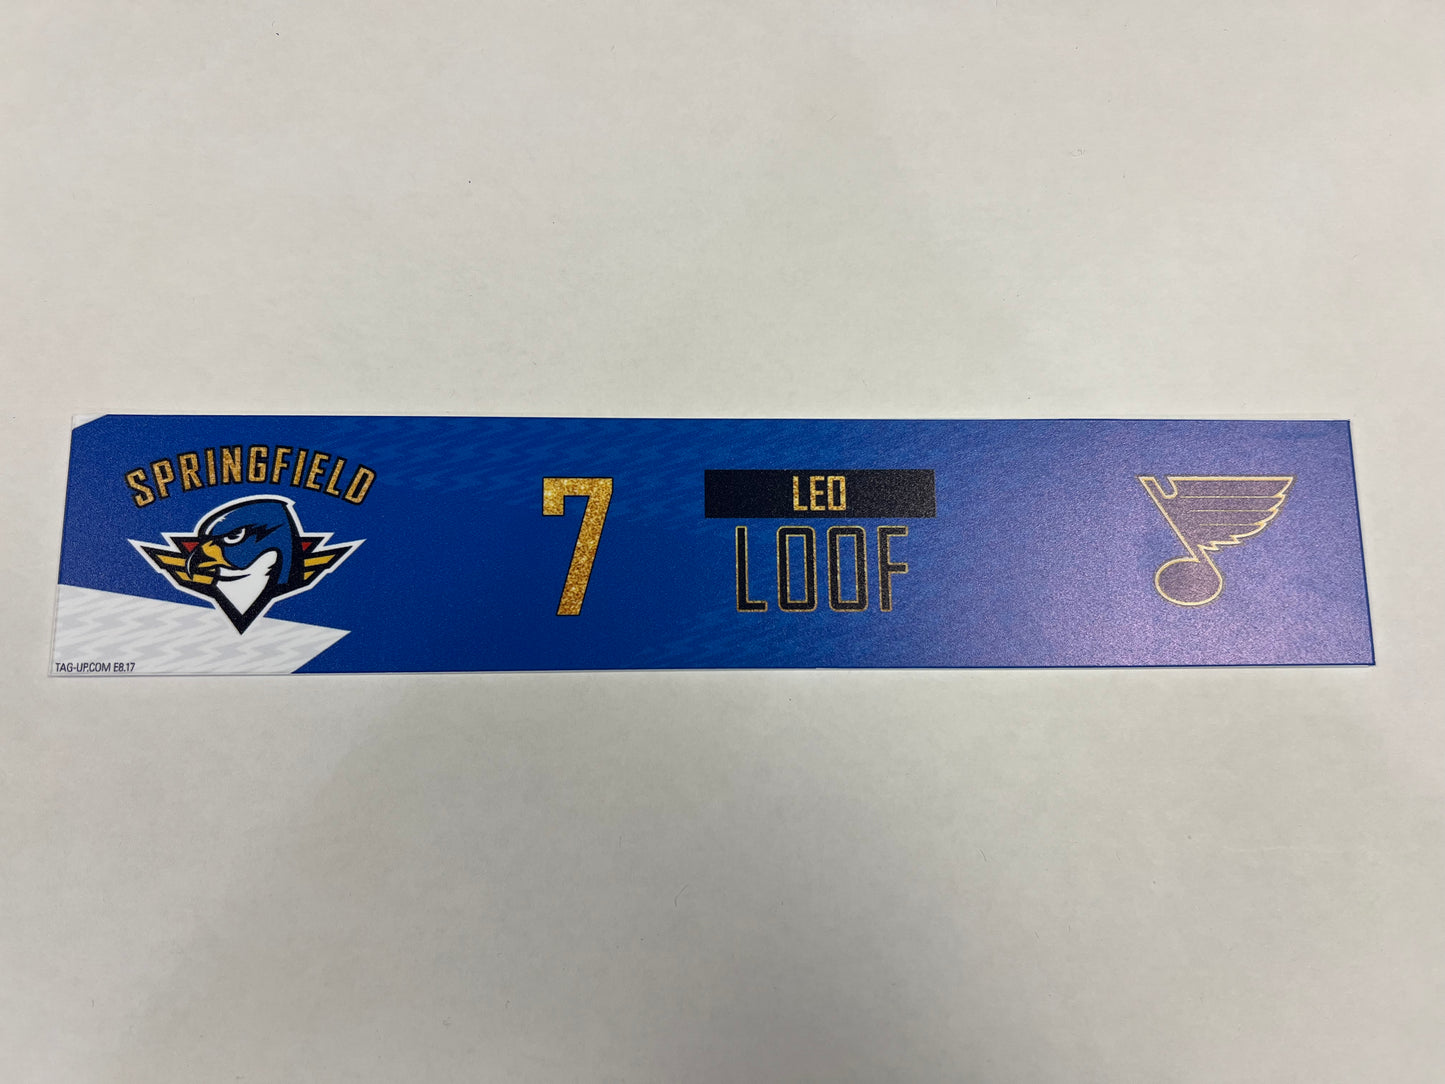 SPRINGFIELD
7
LEO
LOOF
TAG-UP.COM E8.17